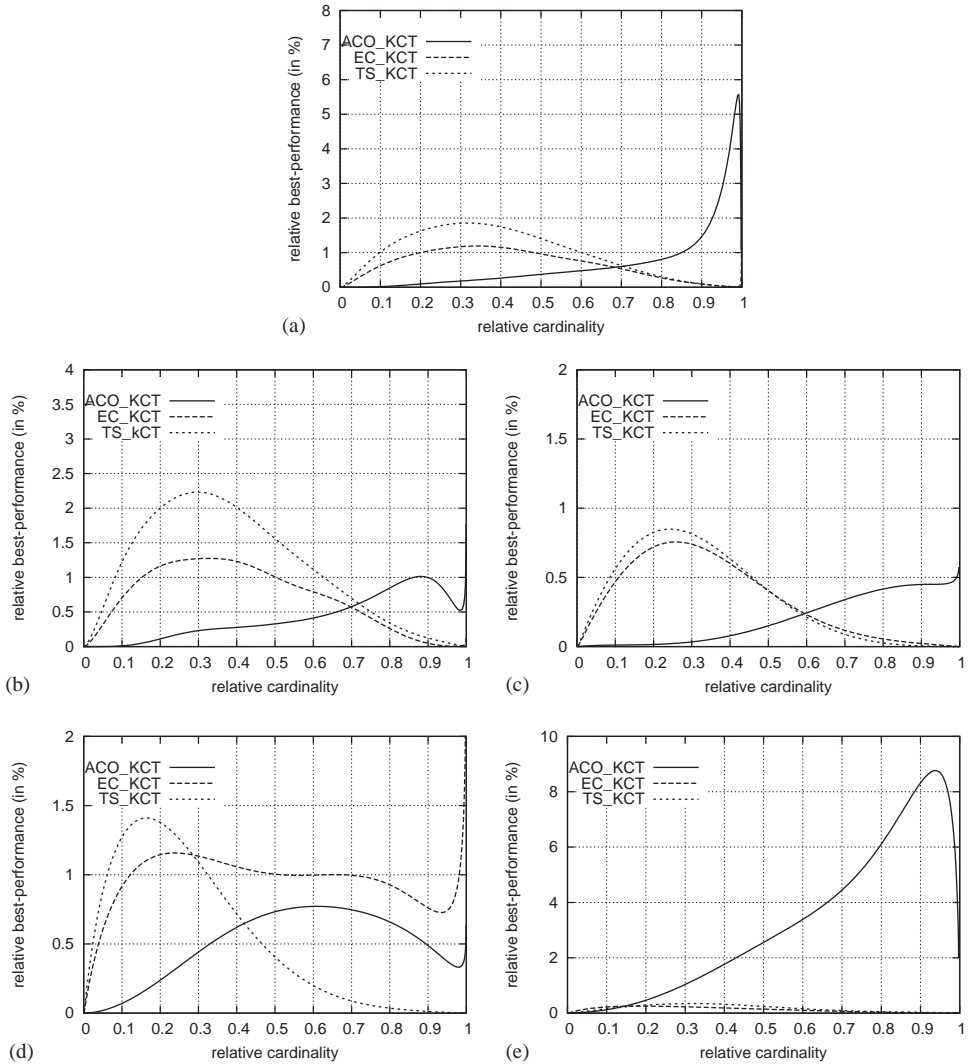 8
7
6
5
4
3
2
1
0
relative best-performance (in %)
ACO_KCT
EC_KCT
TS_KCT
0 0.1 0.2 0.3 0.4 0.5 0.6 0.7 0.8 0.9 1
relative cardinality
(a)
4
3.5
3
2.5
2
1.5
1
0.5
0
relative best-performance (in %)
ACO_KCT
EC_KCT
TS_kCT
0 0.1 0.2 0.3 0.4 0.5 0.6 0.7 0.8 0.9 1
relative cardinality
(b)
2
1.5
1
0.5
0
relative best-performance (in %)
ACO_KCT
EC_KCT
TS_KCT
0 0.1 0.2 0.3 0.4 0.5 0.6 0.7 0.8 0.9 1
relative cardinality
(c)
2
1.5
1
0.5
0
relative best-performance (in %)
ACO_KCT
EC_KCT
TS_KCT
0 0.1 0.2 0.3 0.4 0.5 0.6 0.7 0.8 0.9 1
relative cardinality
(d)
10
8
6
4
2
0
relative best-performance (in %)
ACO_KCT
EC_KCT
TS_KCT
0 0.1 0.2 0.3 0.4 0.5 0.6 0.7 0.8 0.9 1
relative cardinality
(e)